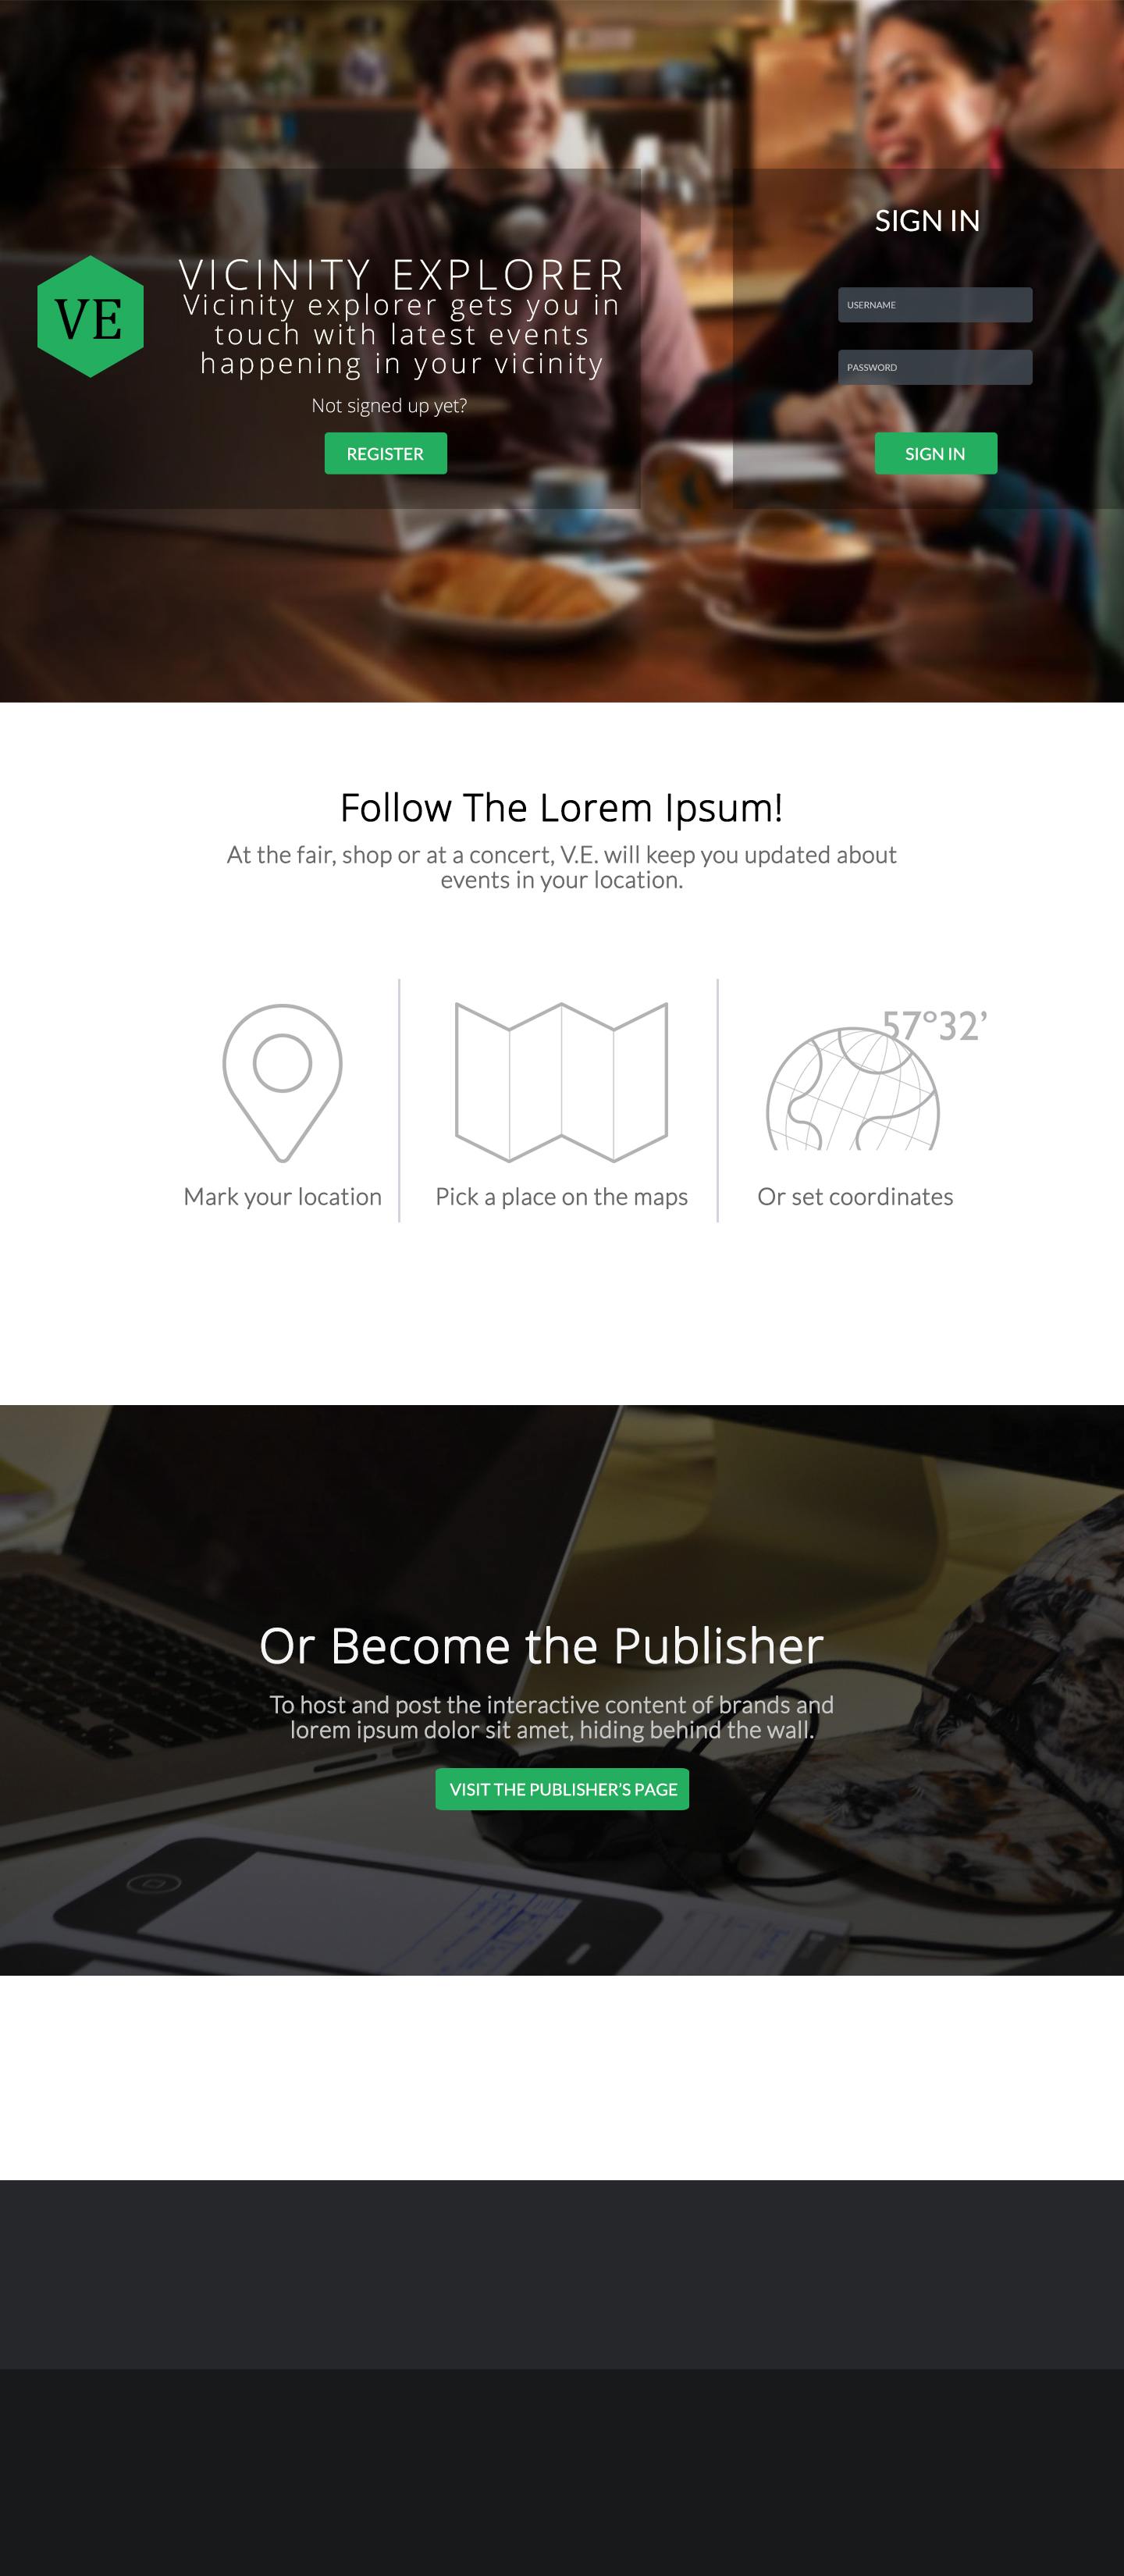 VE
VICINITY EXPLORER
Vicinity explorer gets you in
touch with latest events
happening in your vicinity
Not signed up yet?
REGISTER
SIGN IN
USERNAME
PASSWORD
SIGN IN
Follow The Lorem Ipsum!
At the fair, shop or at a concert, V.E. will keep you updated about
events in your location.
57°32’
Mark your location
Pick a place on the maps
Or set coordinates
Or Become the Publisher
To host and post the interactive content of brands and
lorem ipsum dolor sit amet, hiding behind the wall.
VISIT THE PUBLISHER’S PAGE